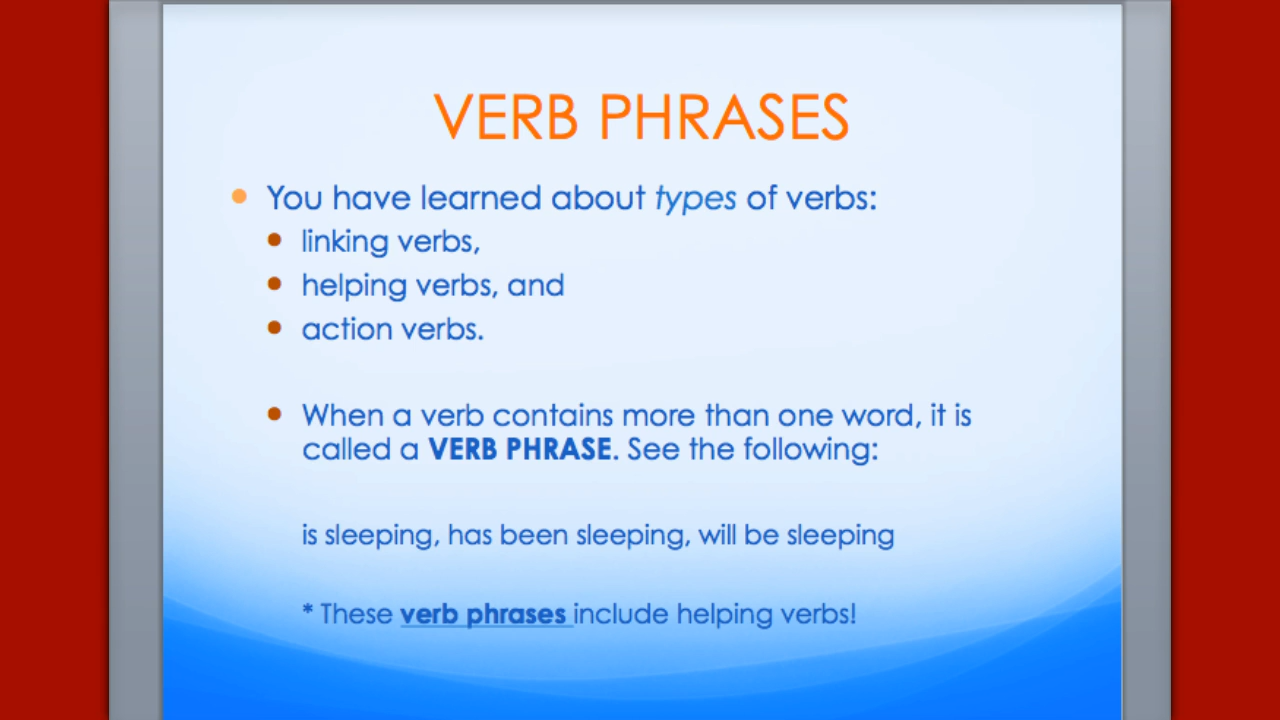 VERB PHRASES
• You have learned about types of verbs:
• linking verbs,
• helping verbs, and
• action verbs.
• When a verb contains more than one word, it is
called a VERB PHRASE. See the following:
is sleeping, has been sleeping, will be sleeping
* These verb phrases include helping verbs!